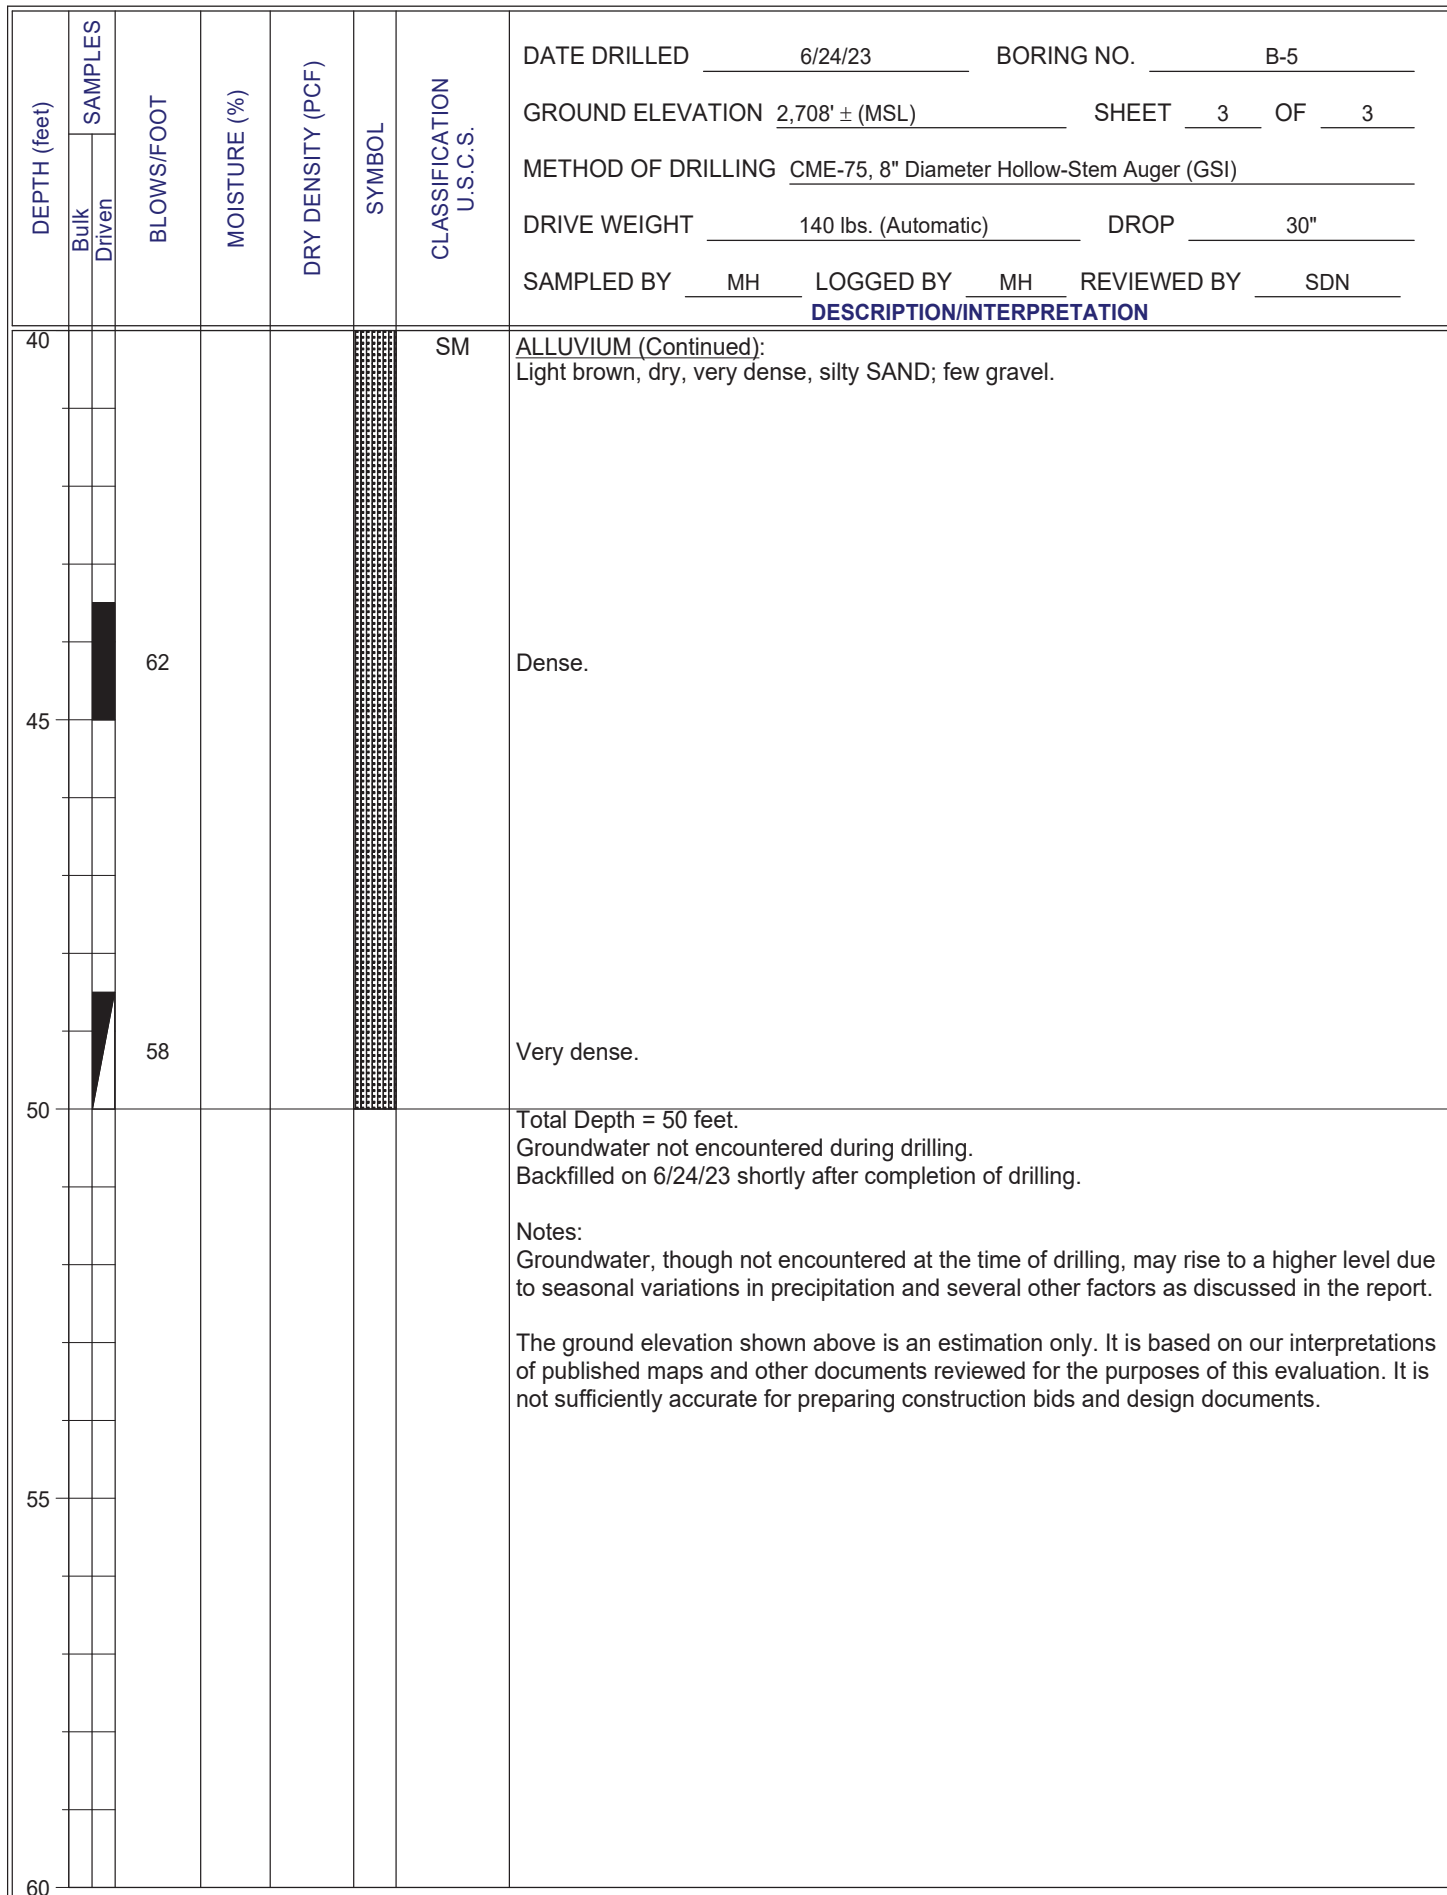 DEPTH (feet)
SAMPLES
Bulk
Driven
BLOWS/FOOT
MOISTURE (%)
DRY DENSITY (PCF)
SYMBOL
CLASSIFICATION
U.S.C.S.
DATE DRILLED 6/24/23 BORING NO. B-5
GROUND ELEVATION 2,708' ± (MSL) SHEET 3 OF 3
METHOD OF DRILLING CME-75, 8" Diameter Hollow-Stem Auger (GSI)
DRIVE WEIGHT 140 lbs. (Automatic) DROP 30"
SAMPLED BY MH LOGGED BY MH REVIEWED BY SDN
DESCRIPTION/INTERPRETATION
40 SM ALLUVIUM (Continued):
Light brown, dry, very dense, silty SAND; few gravel.
62 Dense.
45
58 Very dense.
50 Total Depth = 50 feet.
Groundwater not encountered during drilling.
Backfilled on 6/24/23 shortly after completion of drilling.
Notes:
Groundwater, though not encountered at the time of drilling, may rise to a higher level due
to seasonal variations in precipitation and several other factors as discussed in the report.
The ground elevation shown above is an estimation only. It is based on our interpretations
of published maps and other documents reviewed for the purposes of this evaluation. It is
not sufficiently accurate for preparing construction bids and design documents.
55
60